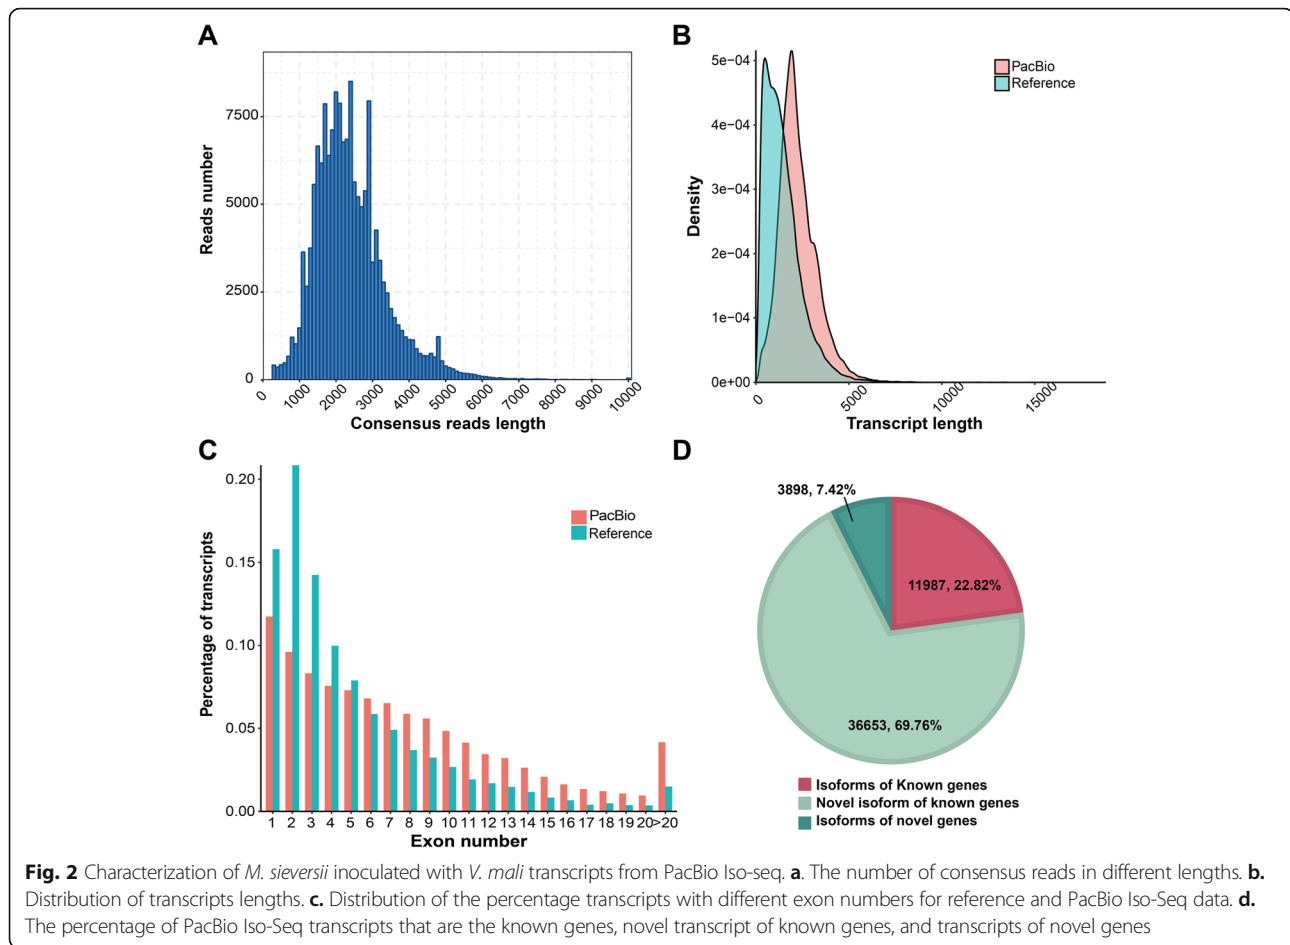 A
Reads number
7500
5000
2500
0
0
1000
2000
3000
4000
5000
6000
7000
8000
9000
10000
Consensus reads length
B
Density
5e−04
4e−04
3e−04
2e−04
1e−04
0e+00
0
5000
10000
15000
Transcript length
PacBio
Reference
C
Percentage of transcripts
0.20
0.15
0.10
0.05
0.00
1 2 3 4 5 6 7 8 9 10 11 12 13 14 15 16 17 18 19 20 >20
Exon number
PacBio
Reference
D
3898, 7.42%
11987, 22.82%
36653, 69.76%
Isoforms of Known genes
Novel isoform of known genes
Isoforms of novel genes
Fig. 2 Characterization of M. sieversii inoculated with V. mali transcripts from PacBio Iso-seq. a. The number of consensus reads in different lengths. b.
Distribution of transcripts lengths. c. Distribution of the percentage transcripts with different exon numbers for reference and PacBio Iso-Seq data. d.
The percentage of PacBio Iso-Seq transcripts that are the known genes, novel transcript of known genes, and transcripts of novel genes